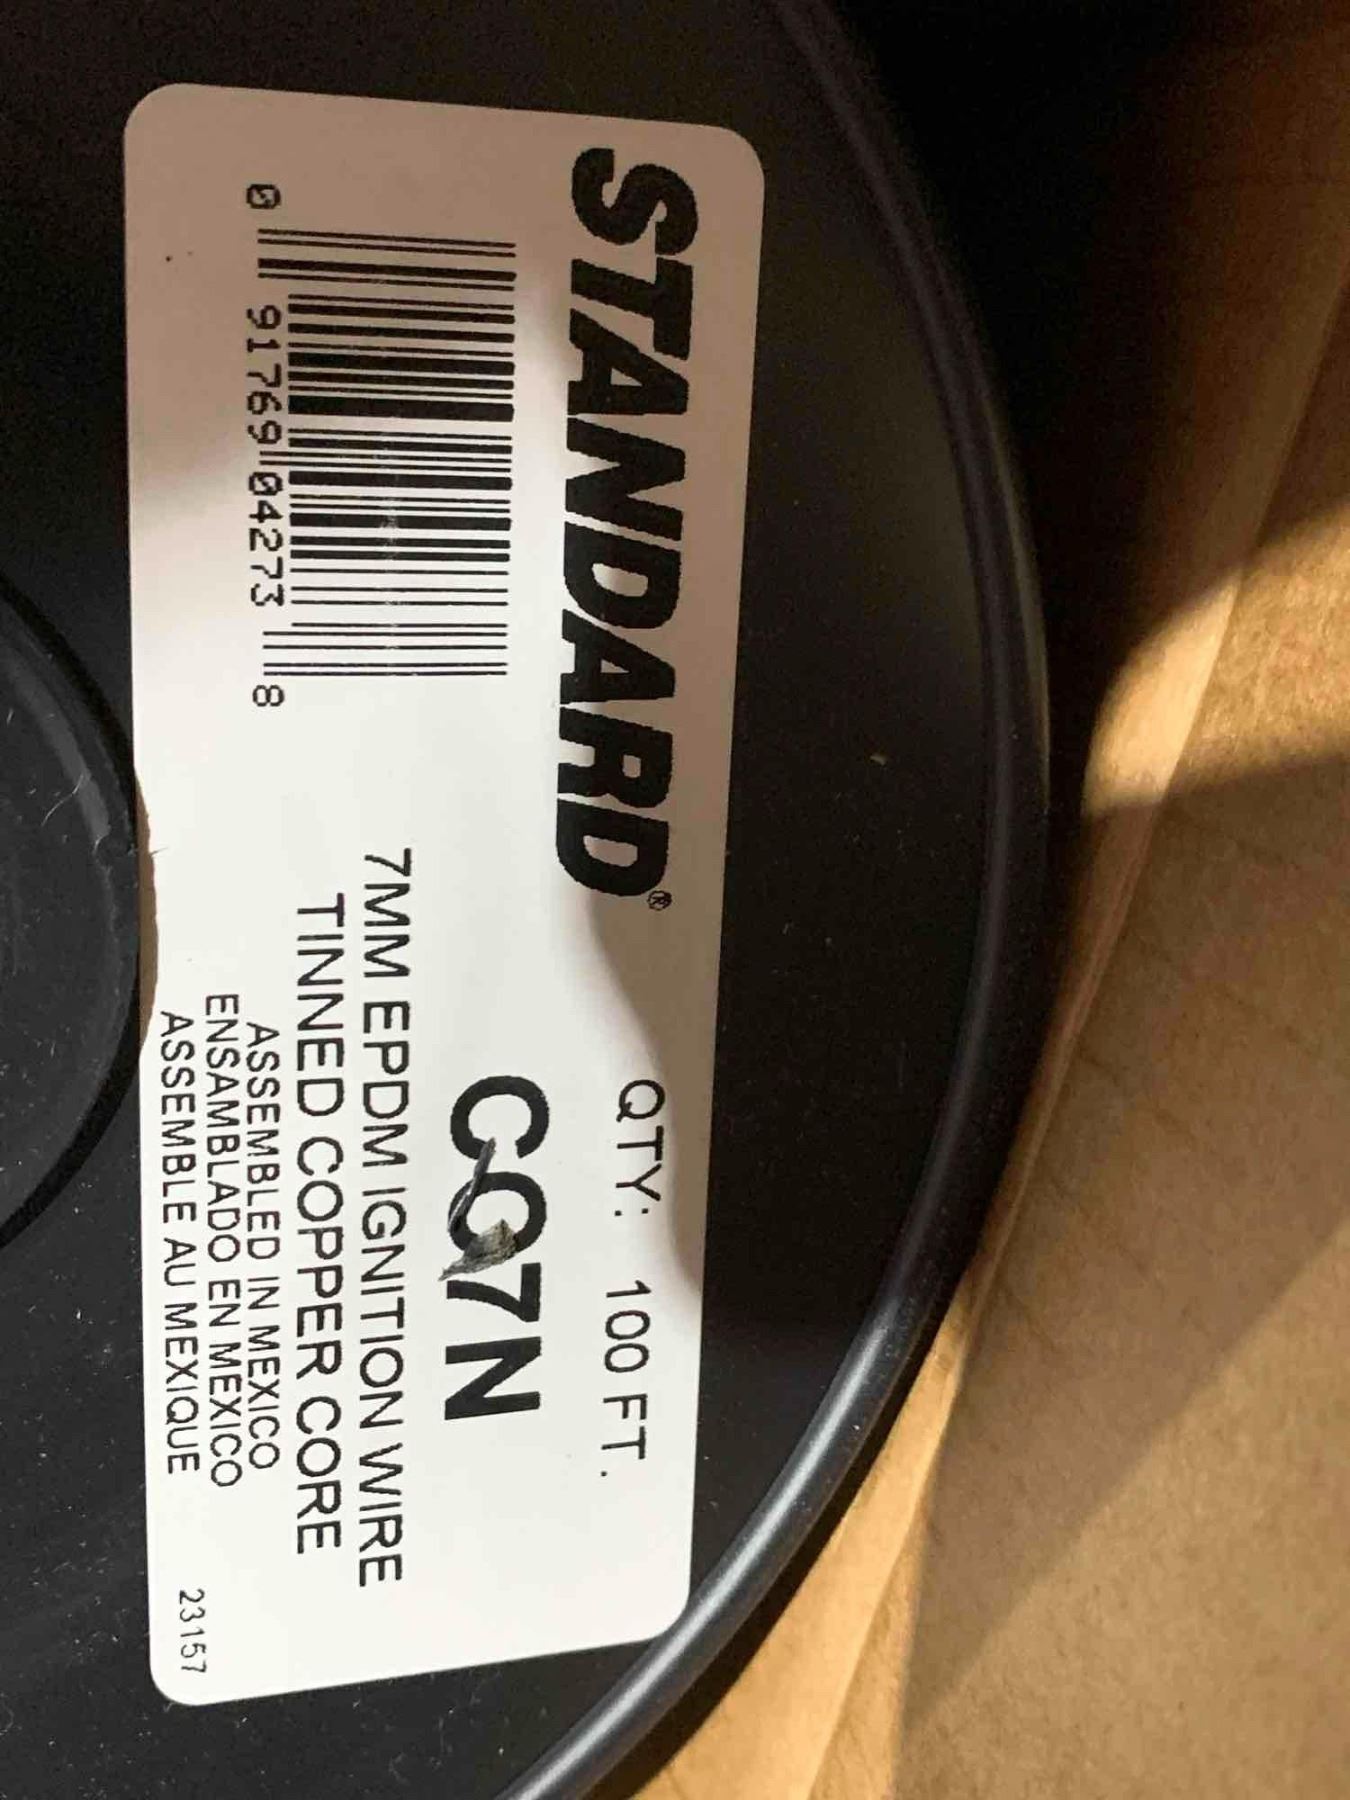 STANDARD®
QTY: 100 FT.
0 91769 04273 8
CO7N
7MM EPDM IGNITION WIRE
TINNED COPPER CORE
ASSEMBLED IN MEXICO
ENSAMBLADO EN MEXICO
ASSEMBLE AU MEXIQUE
23157